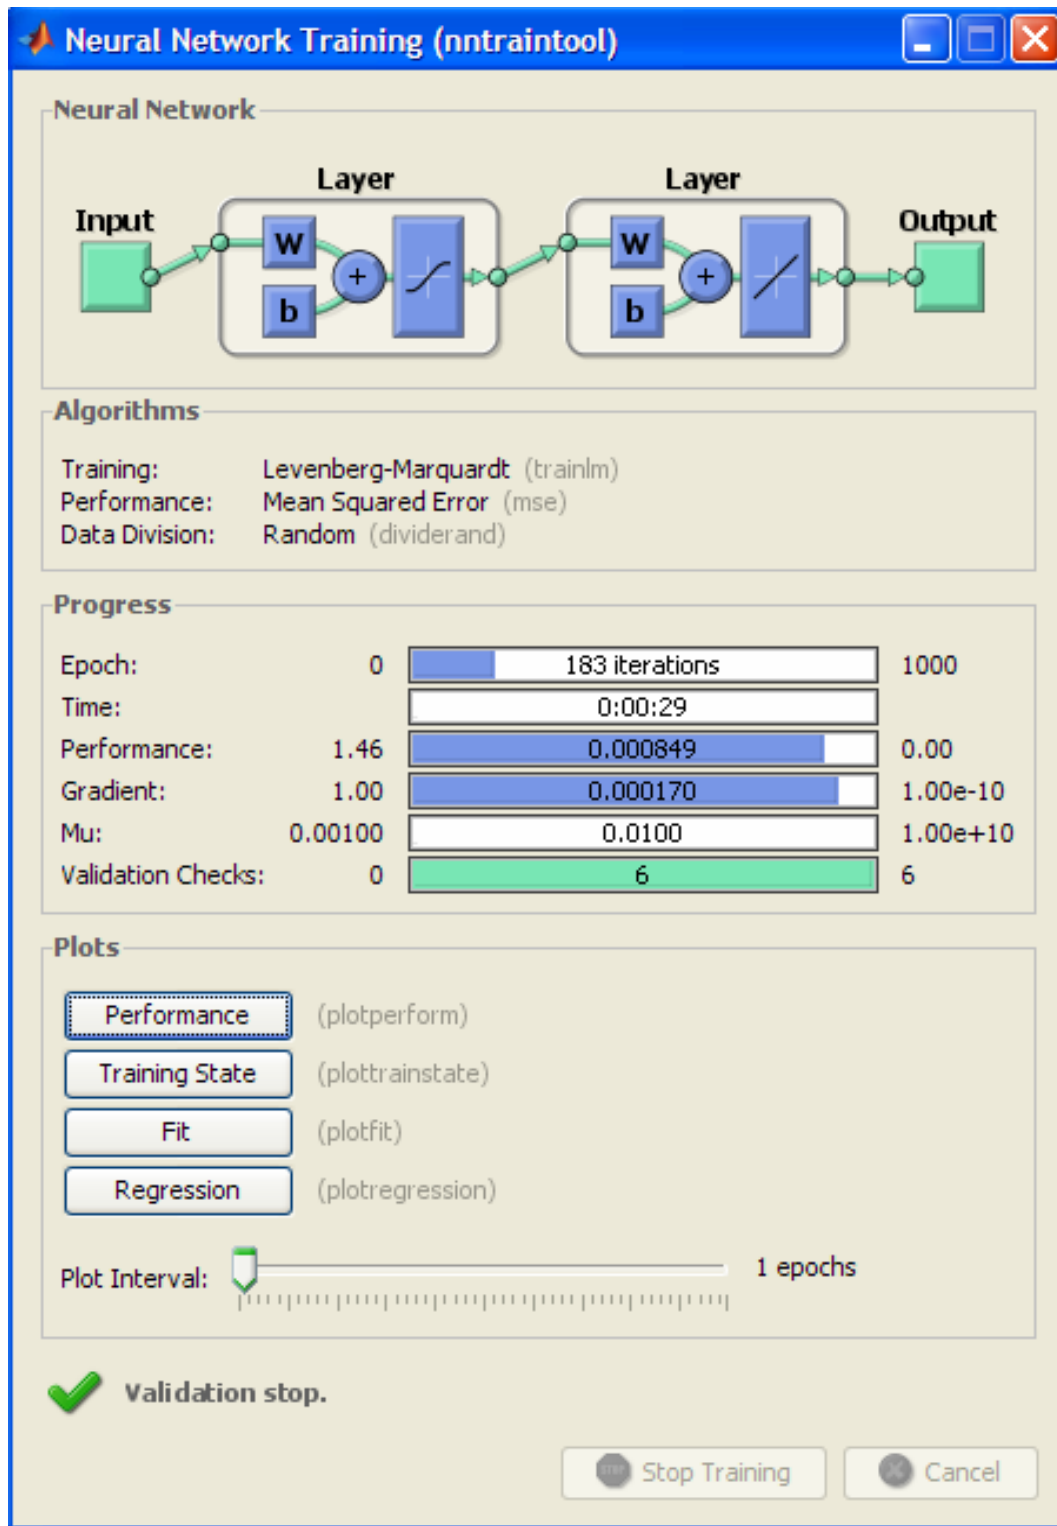 Neural Network Training (nntraintool)
Neural Network
Layer Layer
Input Output
W W
+ +
b b
Algorithms
Training: Levenberg-Marquardt (trainlm)
Performance: Mean Squared Error (mse)
Data Division: Random (dividerand)
Progress
Epoch: 0 183 iterations 1000
Time: 0:00:29
Performance: 1.46 0.000849 0.00
Gradient: 1.00 0.000170 1.00e-10
Mu: 0.00100 0.0100 1.00e+10
Validation Checks: 0 6 6
Plots
Performance (plotperform)
Training State (plottrainstate)
Fit (plotfit)
Regression (plotregression)
Plot Interval: 1 epochs
Validation stop.
STOP Stop Training Cancel